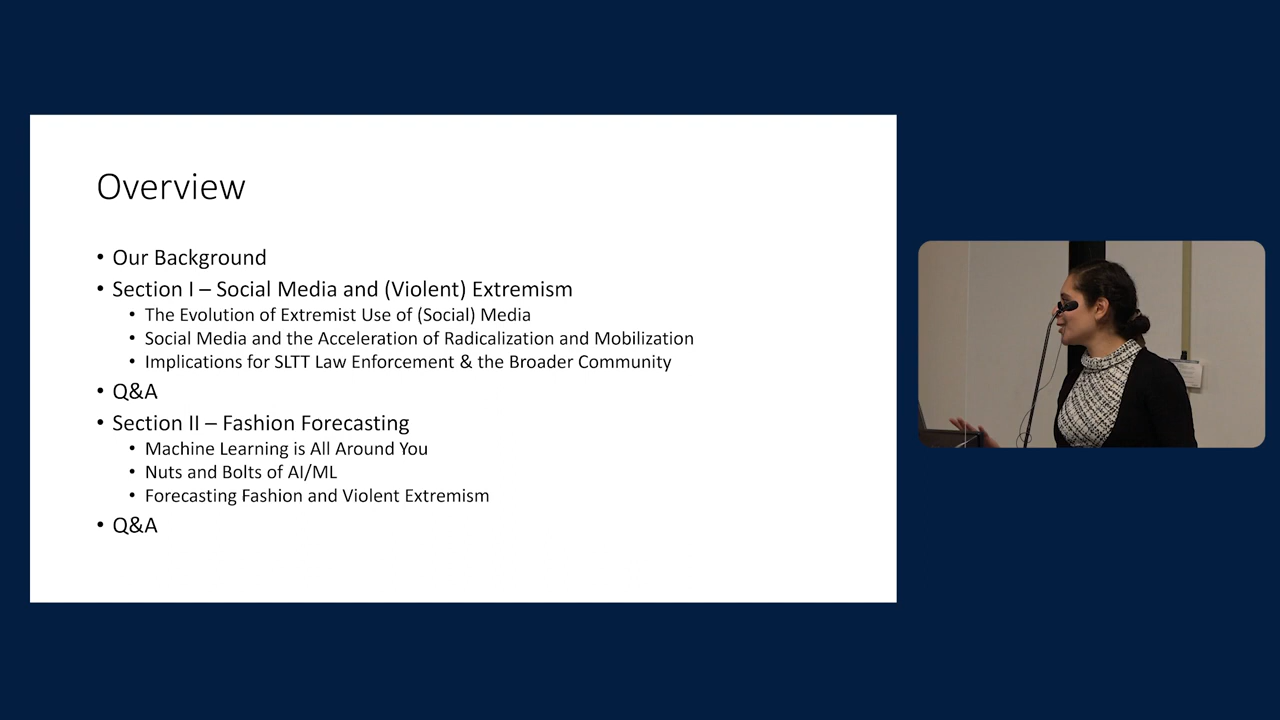 Overview
• Our Background
• Section I – Social Media and (Violent) Extremism
• The Evolution of Extremist Use of (Social) Media
• Social Media and the Acceleration of Radicalization and Mobilization
• Implications for SLTT Law Enforcement & the Broader Community
• Q&A
• Section II – Fashion Forecasting
• Machine Learning is All Around You
• Nuts and Bolts of AI/ML
• Forecasting Fashion and Violent Extremism
• Q&A